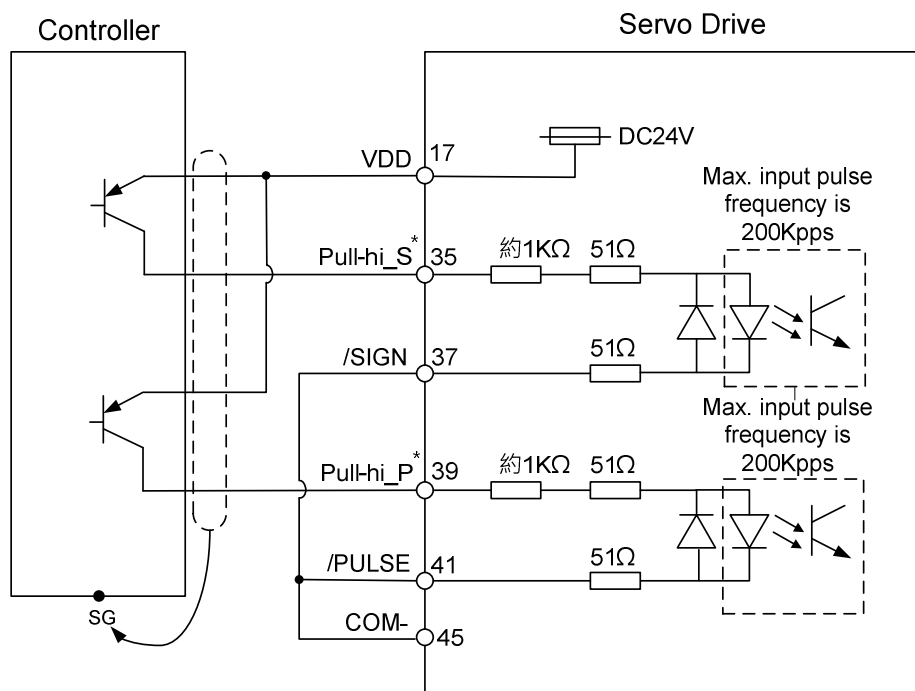 Controller
Servo Drive
VDD
17
DC24V
Max. input pulse
frequency is
200Kpps
Pull-hi_S*
35
約1KΩ
51Ω
/SIGN
37
51Ω
Max. input pulse
frequency is
200Kpps
Pull-hi_P*
39
約1KΩ
51Ω
/PULSE
41
51Ω
SG
COM-
45